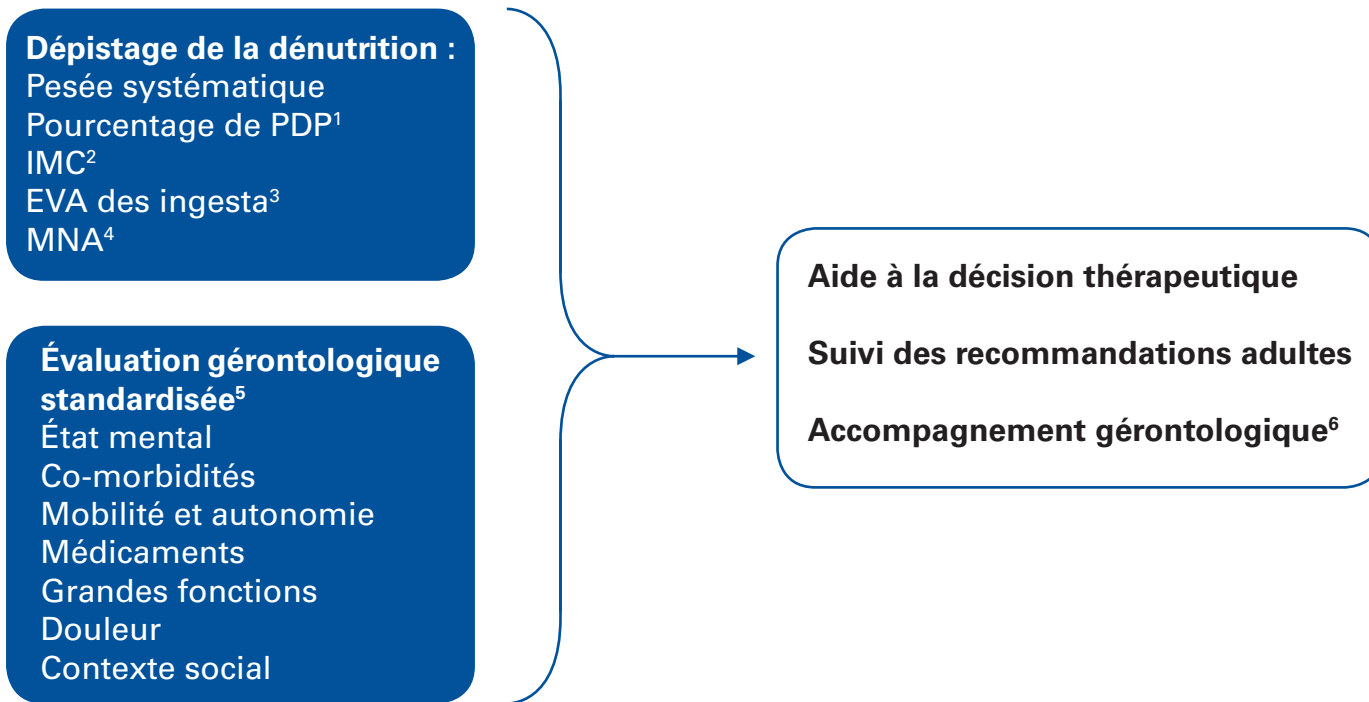 Dépistage de la dénutrition :
Pesée systématique
Pourcentage de PDP¹
IMC²
EVA des ingesta³
MNA⁴
Évaluation gérontologique
standardisée⁵
État mental
Co-morbidités
Mobilité et autonomie
Médicaments
Grandes fonctions
Douleur
Contexte social
Aide à la décision thérapeutique
Suivi des recommandations adultes
Accompagnement gérontologique⁶